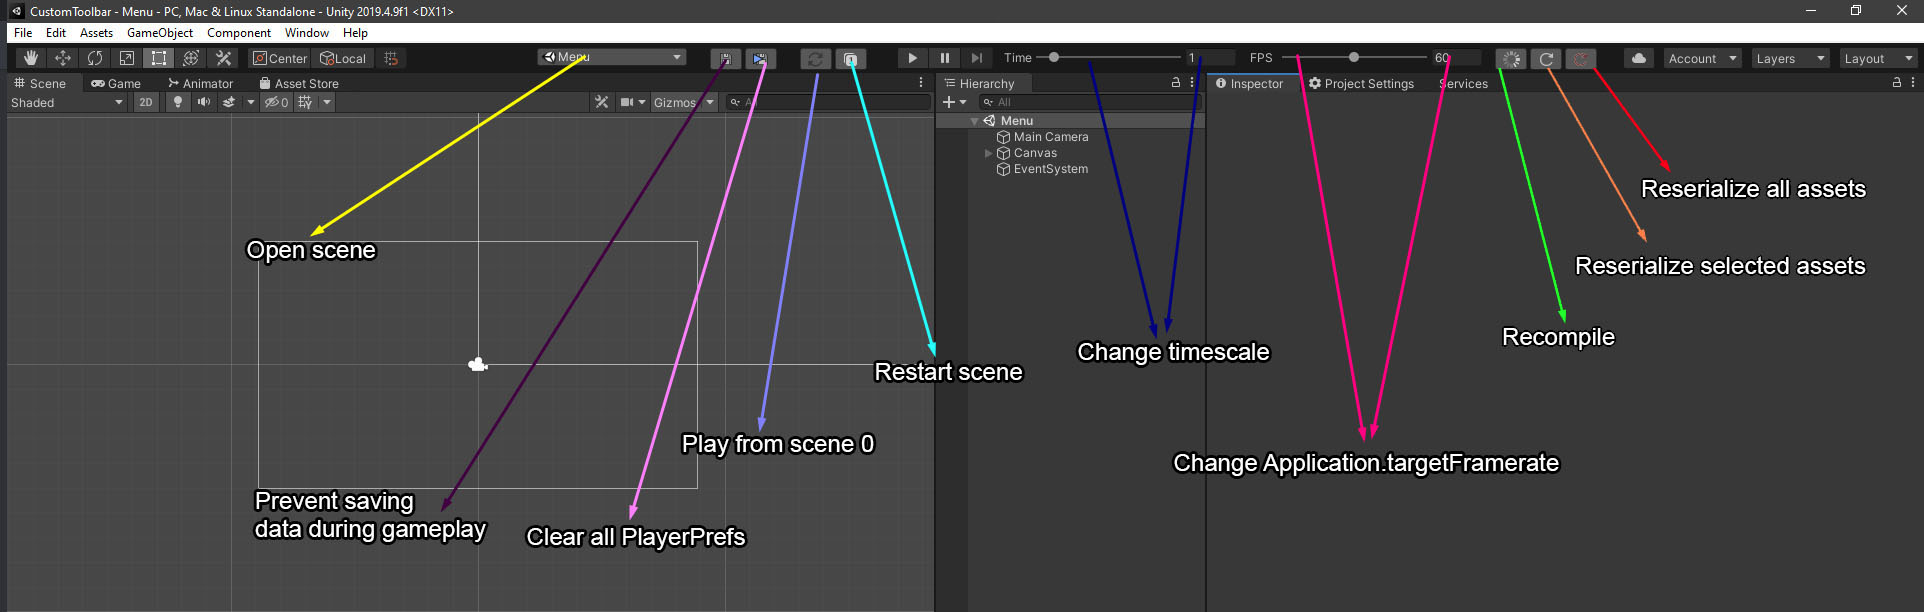 CustomToolbar - Menu - PC, Mac & Linux Standalone - Unity 2019.4.9f1 <DX11>
File Edit Assets GameObject Component Window Help
Center Local Menu Time 1 FPS 60 Account Layers Layout
Scene Game Animator Asset Store Hierarchy Inspector Project Settings Services
Shaded 2D 0 Gizmos All All
Menu
Main Camera
Canvas
EventSystem
Reserialize all assets
Open scene
Reserialize selected assets
Recompile
Change timescale
Restart scene
Play from scene 0
Change Application.targetFramerate
Prevent saving
data during gameplay
Clear all PlayerPrefs